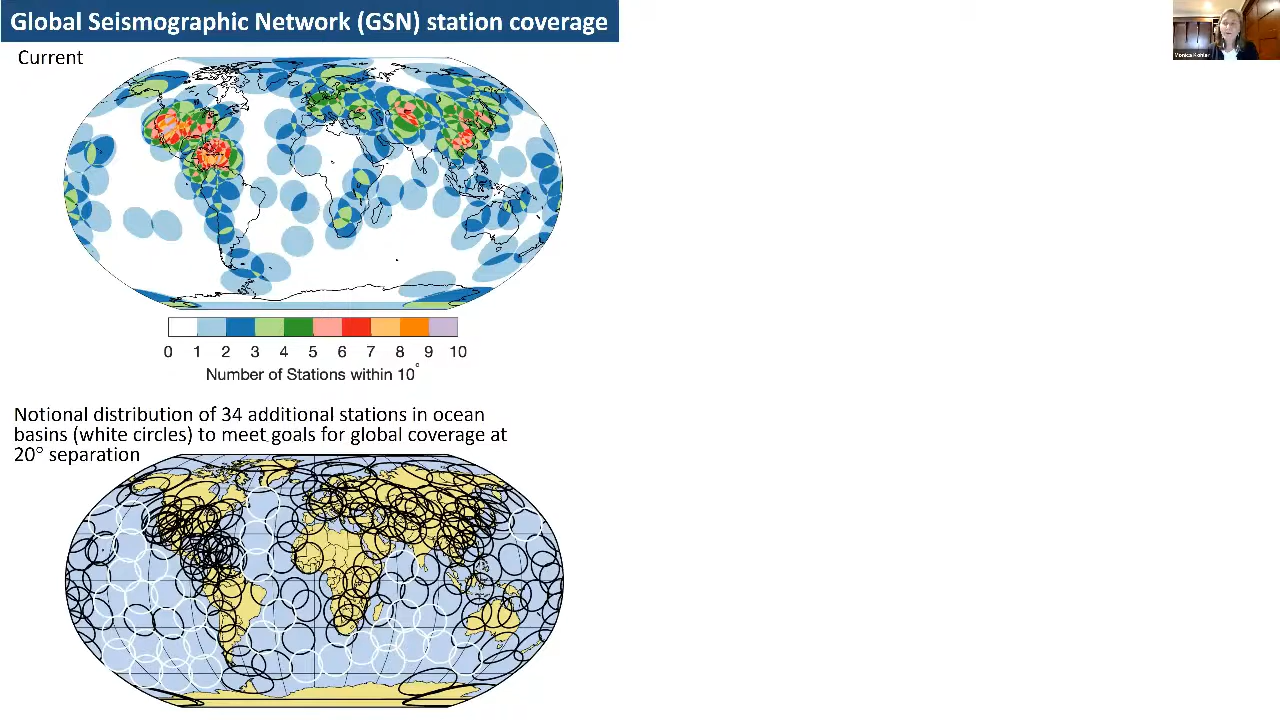 Global Seismographic Network (GSN) station coverage
Current
0 1 2 3 4 5 6 7 8 9 10
Number of Stations within 10°
Notional distribution of 34 additional stations in ocean
basins (white circles) to meet goals for global coverage at
20° separation
Monica Kohler